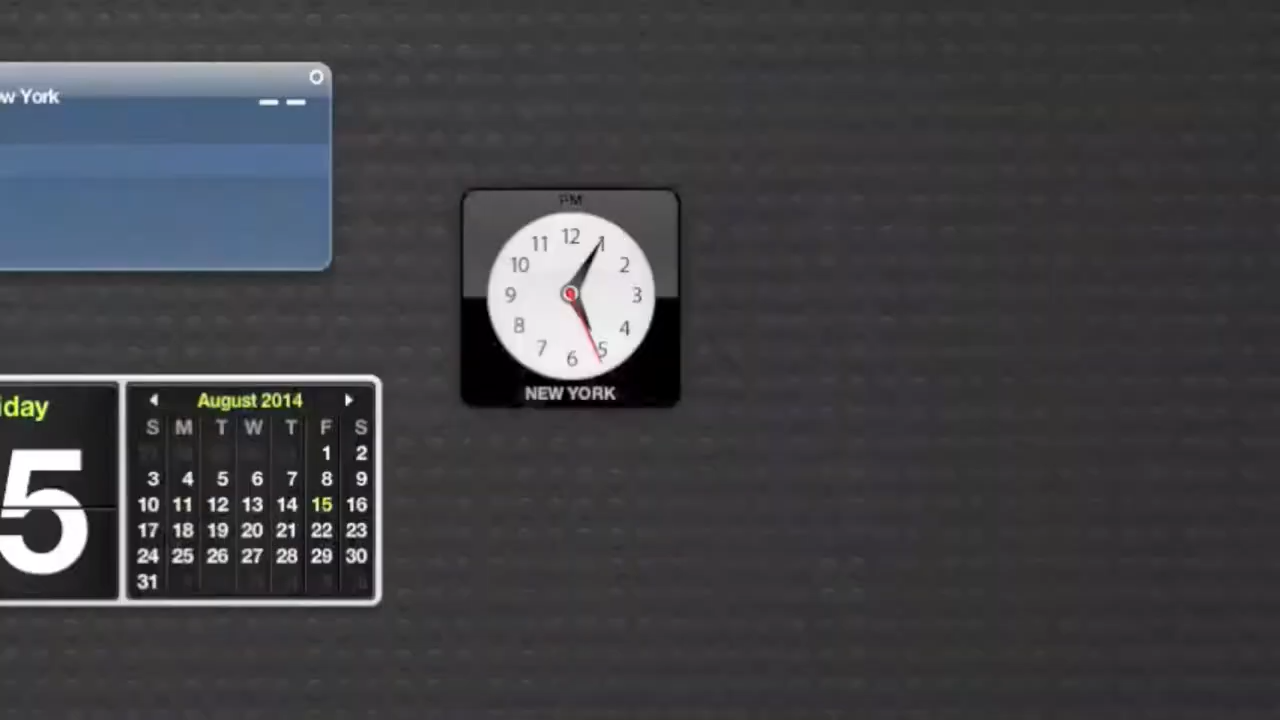 w York
PM
12
11 1
10 2
9 3
8 4
7 5
6
NEW YORK
iday
5
August 2014
S M T W T F S
1 2
3 4 5 6 7 8 9
10 11 12 13 14 15 16
17 18 19 20 21 22 23
24 25 26 27 28 29 30
31